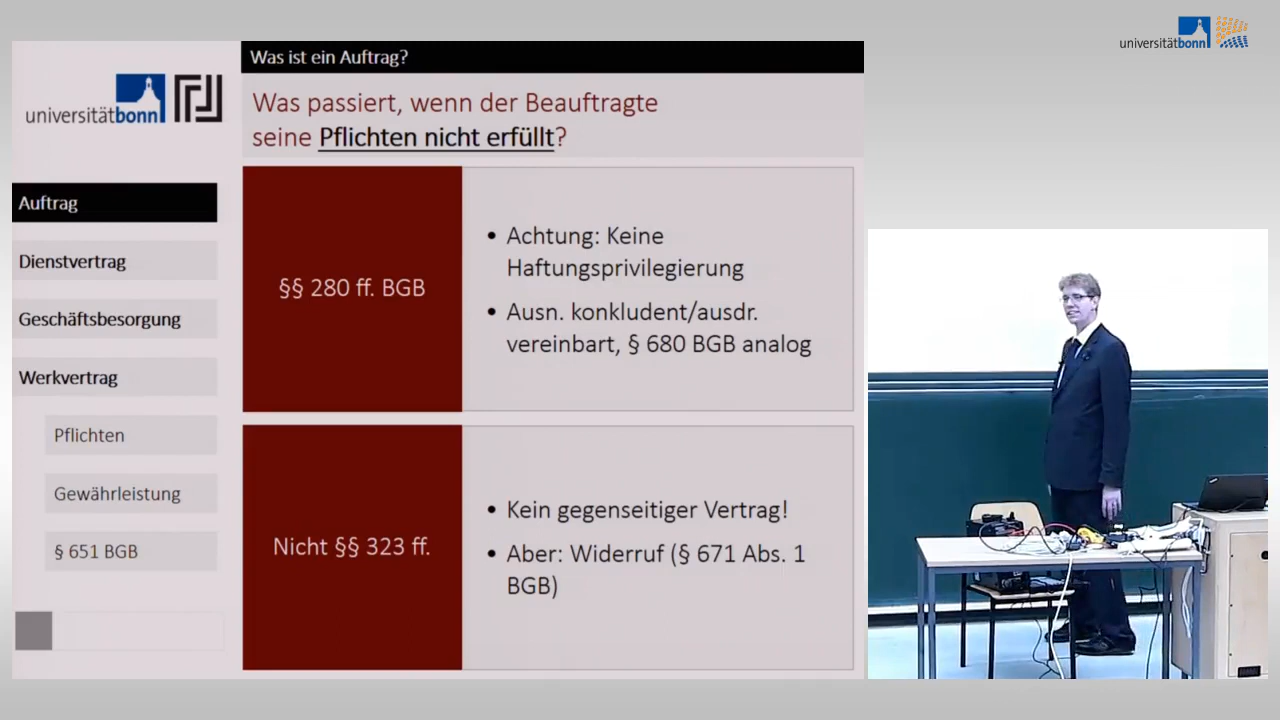 universitätbonn
Was ist ein Auftrag?
universitätbonn
Was passiert, wenn der Beauftragte
seine Pflichten nicht erfüllt?
Auftrag
Dienstvertrag
Geschäftsbesorgung
Werkvertrag
Pflichten
Gewährleistung
§ 651 BGB
§§ 280 ff. BGB
• Achtung: Keine
Haftungsprivilegierung
• Ausn. konkludent/ausdr.
vereinbart, § 680 BGB analog
Nicht §§ 323 ff.
• Kein gegenseitiger Vertrag!
• Aber: Widerruf (§ 671 Abs. 1
BGB)